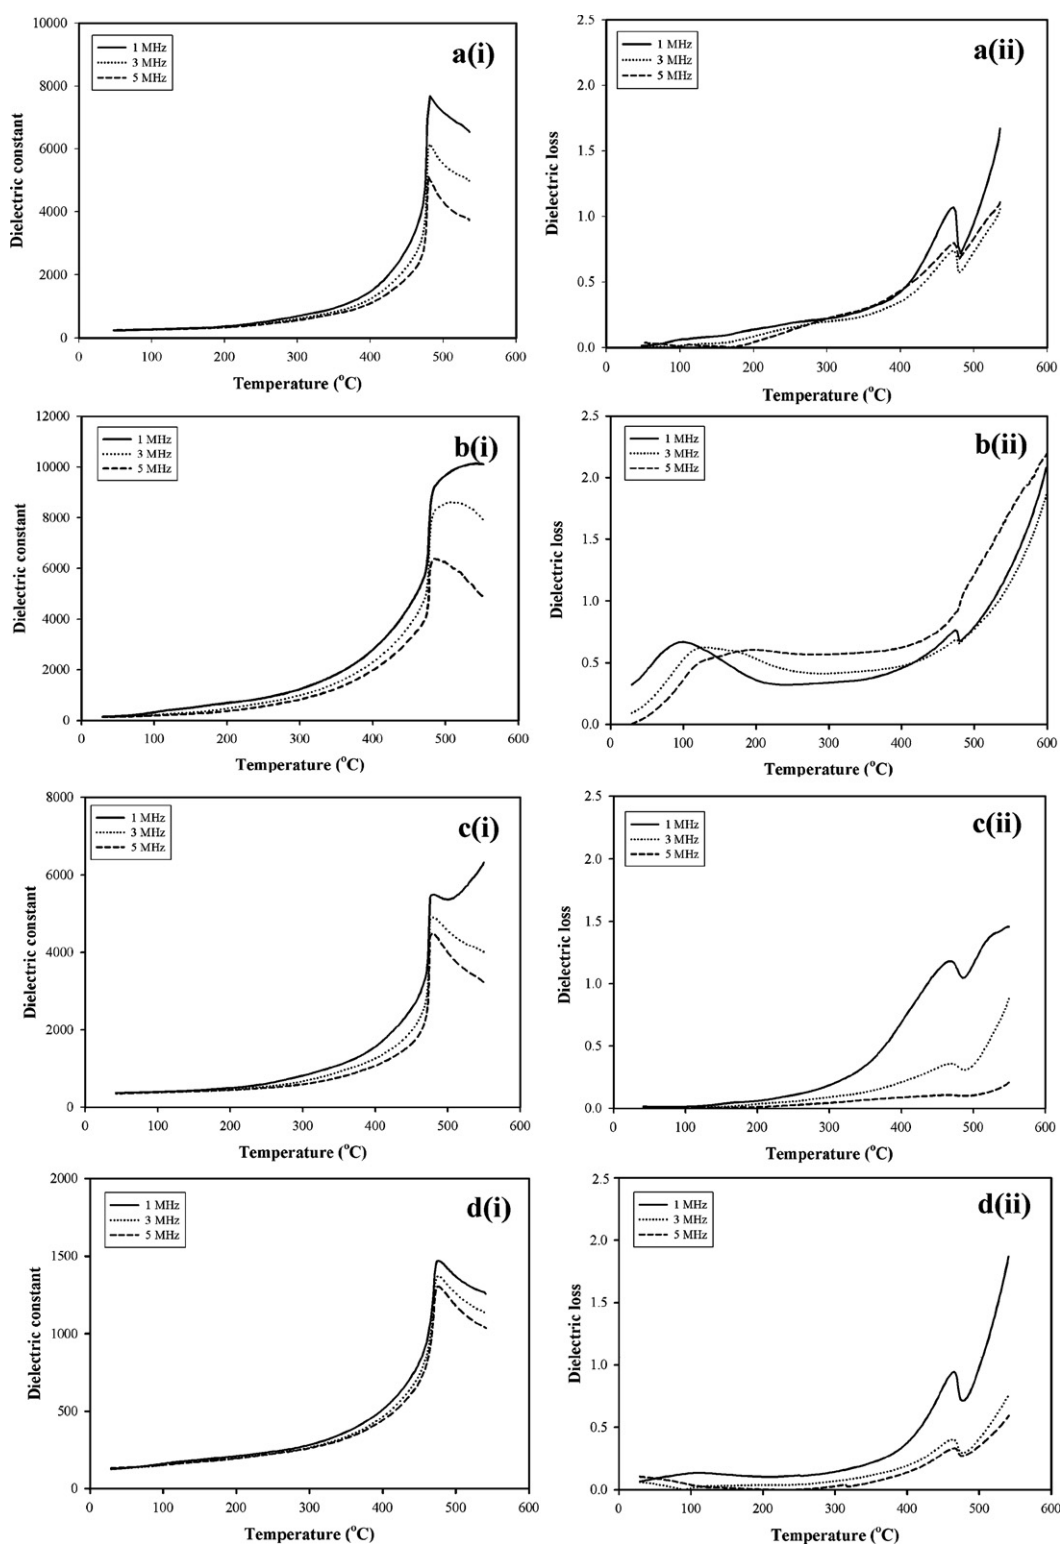 a(i)
1 MHz
3 MHz
5 MHz
Dielectric constant
10000
8000
6000
4000
2000
0
0 100 200 300 400 500 600
Temperature (°C)
a(ii)
1 MHz
3 MHz
5 MHz
Dielectric loss
2.5
2.0
1.5
1.0
0.5
0.0
0 100 200 300 400 500 600
Temperature (°C)
b(i)
1 MHz
3 MHz
5 MHz
Dielectric constant
12000
10000
8000
6000
4000
2000
0
0 100 200 300 400 500 600
Temperature (°C)
b(ii)
1 MHz
3 MHz
5 MHz
Dielectric loss
2.5
2.0
1.5
1.0
0.5
0.0
0 100 200 300 400 500 600
Temperature (°C)
c(i)
1 MHz
3 MHz
5 MHz
Dielectric constant
8000
6000
4000
2000
0
0 100 200 300 400 500 600
Temperature (°C)
c(ii)
1 MHz
3 MHz
5 MHz
Dielectric loss
2.5
2.0
1.5
1.0
0.5
0.0
0 100 200 300 400 500 600
Temperature (°C)
d(i)
1 MHz
3 MHz
5 MHz
Dielectric constant
2000
1500
1000
500
0
0 100 200 300 400 500 600
Temperature (°C)
d(ii)
1 MHz
3 MHz
5 MHz
Dielectric loss
2.5
2.0
1.5
1.0
0.5
0.0
0 100 200 300 400 500 600
Temperature (°C)